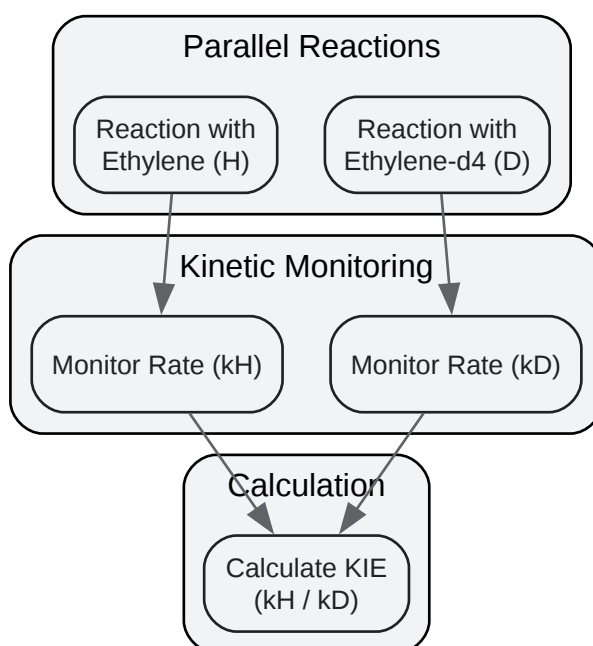 Parallel Reactions
Reaction with
Ethylene (H)
Reaction with
Ethylene-d4 (D)
Kinetic Monitoring
Monitor Rate (kH)
Monitor Rate (kD)
Calculation
Calculate KIE
(kH / kD)